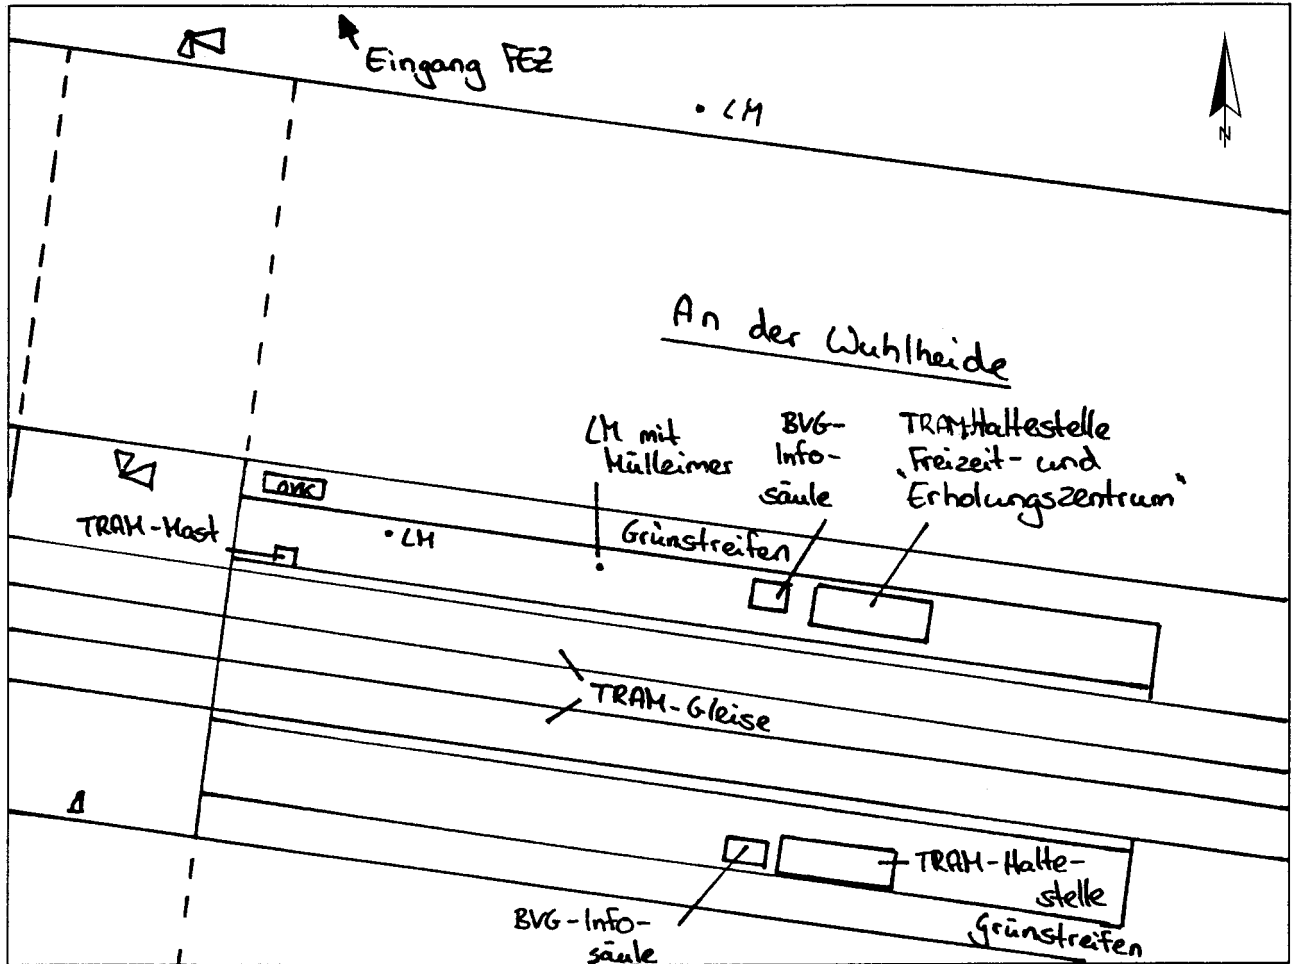 Eingang FEZ
LM
N
An der Wuhlheide
LM mit
Mülleimer
BVG-
Info-
säule
TRAM-Haltestelle
"Freizeit- und
Erholungszentrum"
TRAM-Mast
LM
Grünstreifen
TRAM-Gleise
TRAM-Halte-
stelle
BVG-Info-
säule
Grünstreifen